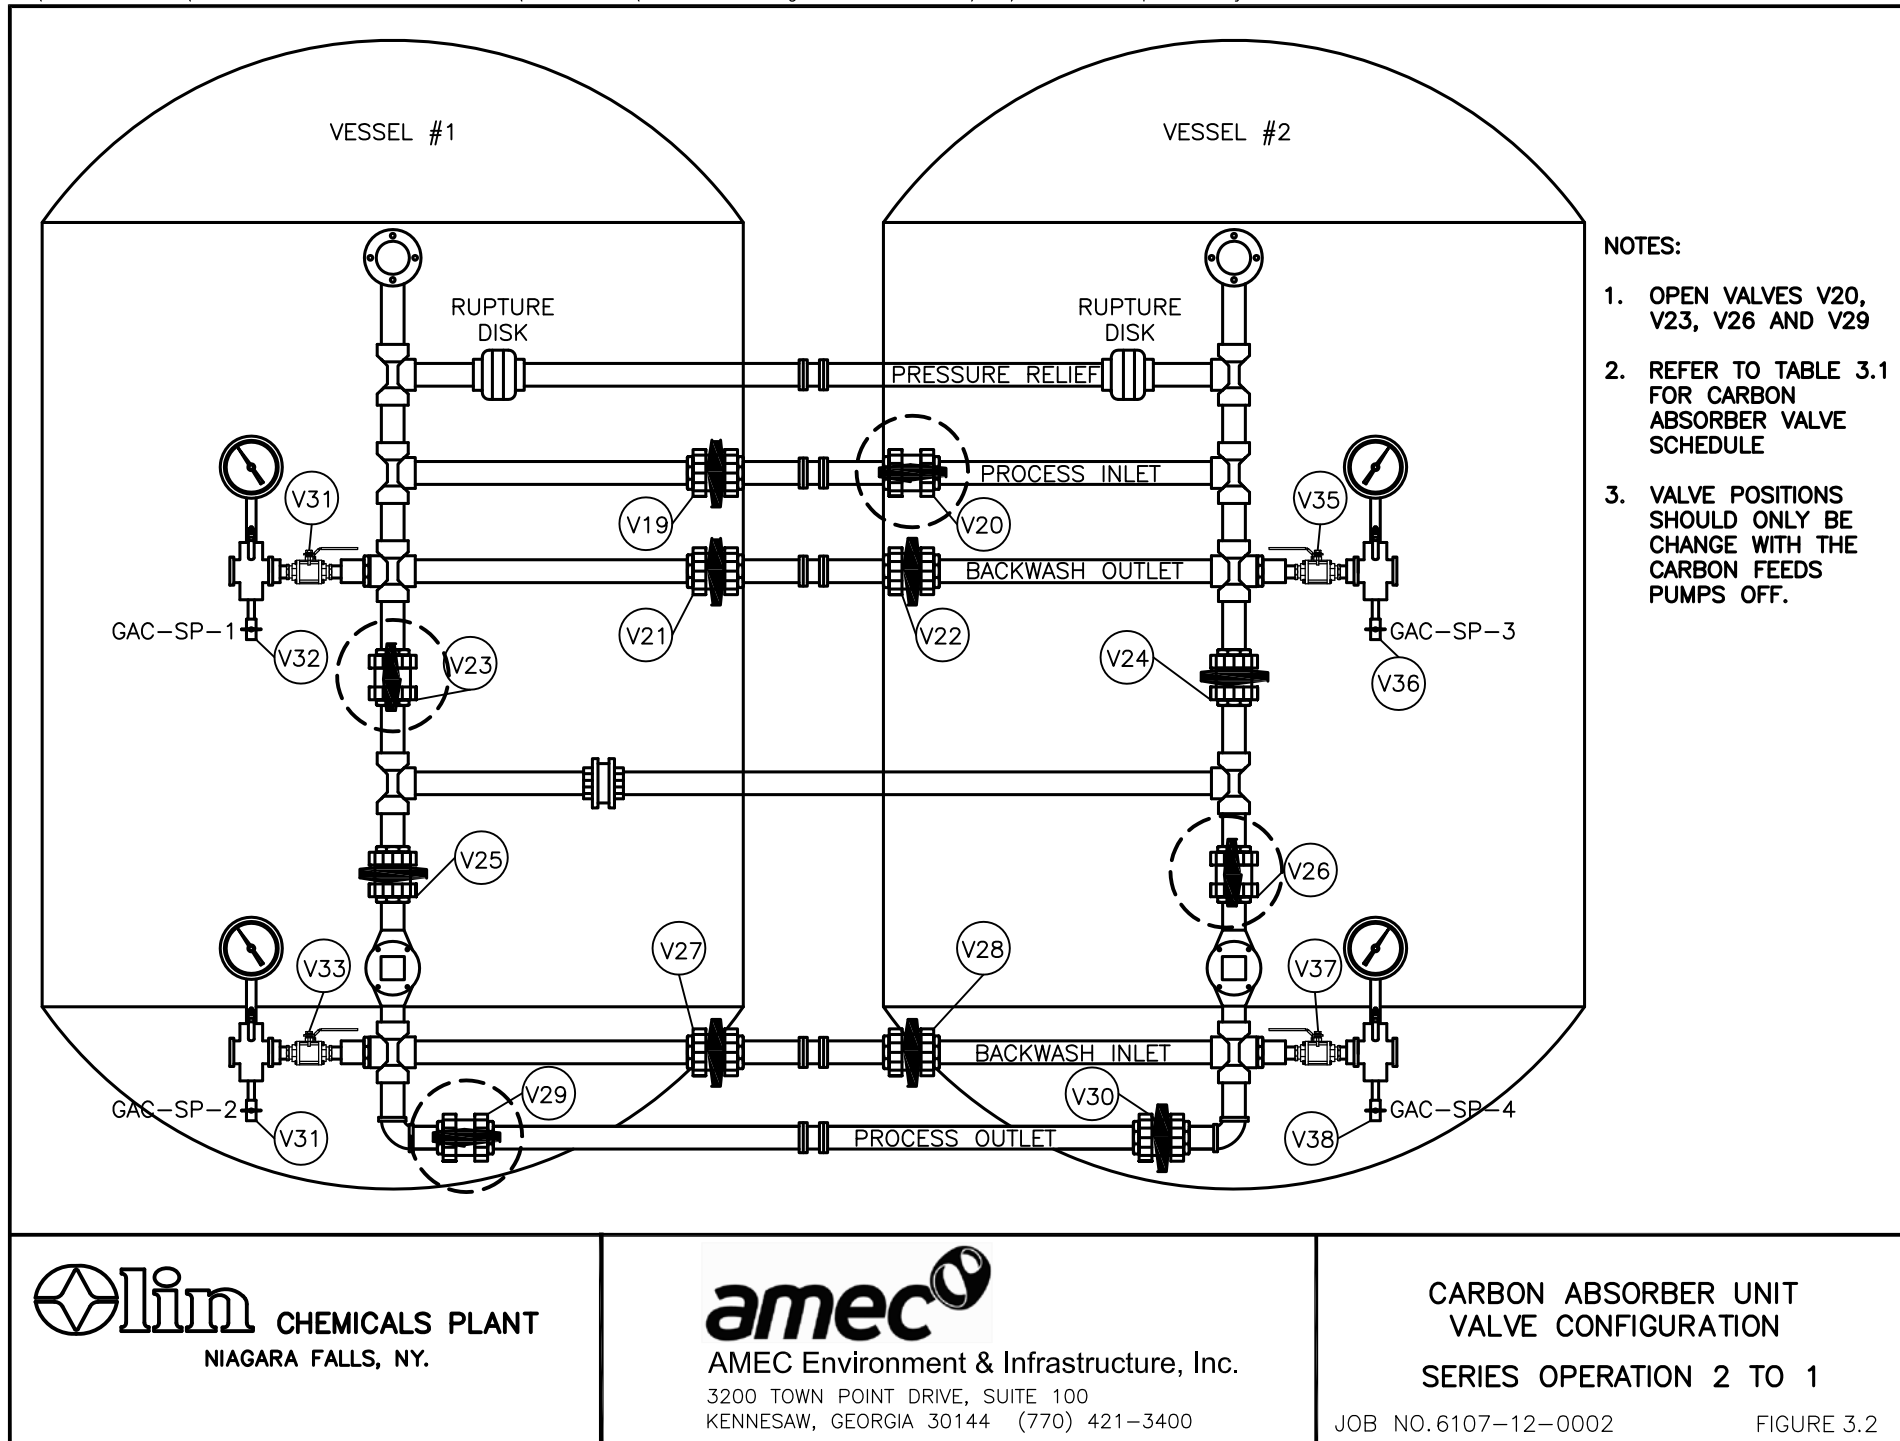 VESSEL #1
VESSEL #2
RUPTURE
DISK
RUPTURE
DISK
PRESSURE RELIEF
PROCESS INLET
V31
V19
V20
V35
BACKWASH OUTLET
GAC-SP-1
V32
V23
V21
V22
V24
GAC-SP-3
V36
V25
V26
V33
V27
V28
V37
BACKWASH INLET
GAC-SP-2
V31
V29
V30
GAC-SP-4
V38
PROCESS OUTLET
NOTES:
1. OPEN VALVES V20,
V23, V26 AND V29
2. REFER TO TABLE 3.1
FOR CARBON
ABSORBER VALVE
SCHEDULE
3. VALVE POSITIONS
SHOULD ONLY BE
CHANGE WITH THE
CARBON FEEDS
PUMPS OFF.
Olin CHEMICALS PLANT
NIAGARA FALLS, NY.
amec
AMEC Environment & Infrastructure, Inc.
3200 TOWN POINT DRIVE, SUITE 100
KENNESAW, GEORGIA 30144 (770) 421-3400
CARBON ABSORBER UNIT
VALVE CONFIGURATION
SERIES OPERATION 2 TO 1
JOB NO.6107-12-0002 FIGURE 3.2